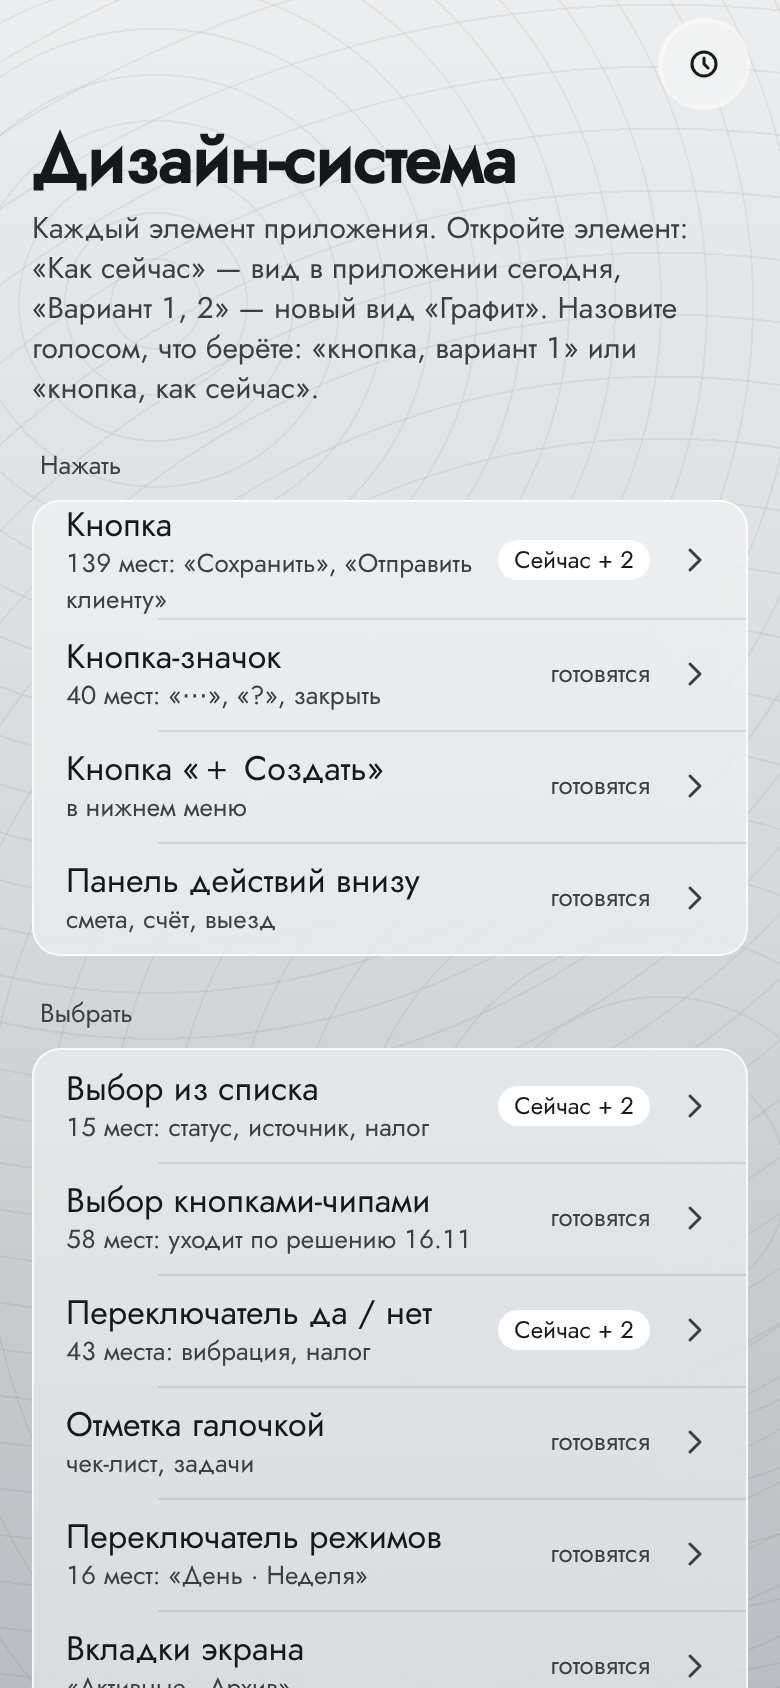 Дизайн-система
Каждый элемент приложения. Откройте элемент:
«Как сейчас» — вид в приложении сегодня,
«Вариант 1, 2» — новый вид «Графит». Назовите
голосом, что берёте: «кнопка, вариант 1» или
«кнопка, как сейчас».
Нажать
Кнопка
139 мест: «Сохранить», «Отправить
клиенту»
Сейчас + 2
Кнопка-значок
40 мест: «···», «?», закрыть
готовятся
Кнопка «+ Создать»
в нижнем меню
готовятся
Панель действий внизу
смета, счёт, выезд
готовятся
Выбрать
Выбор из списка
15 мест: статус, источник, налог
Сейчас + 2
Выбор кнопками-чипами
58 мест: уходит по решению 16.11
готовятся
Переключатель да / нет
43 места: вибрация, налог
Сейчас + 2
Отметка галочкой
чек-лист, задачи
готовятся
Переключатель режимов
16 мест: «День · Неделя»
готовятся
Вкладки экрана
«Активные · Архив»
готовятся